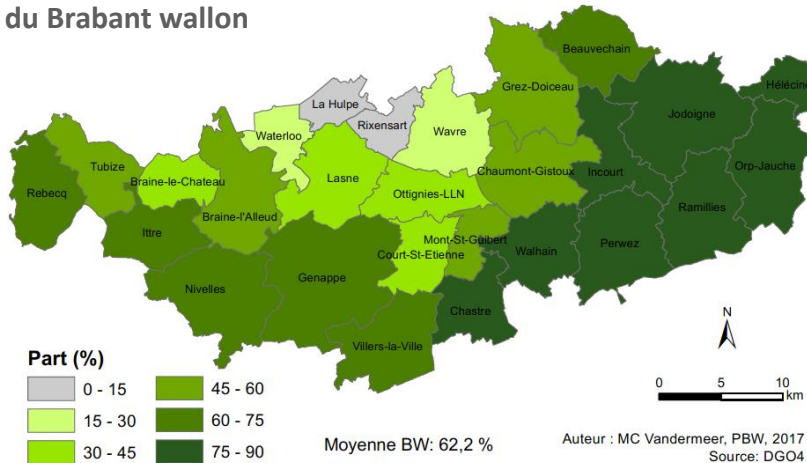 du Brabant wallon
Beauvechain
Hélécine
La Hulpe
Grez-Doiceau
Jodoigne
Rixensart
Wavre
Waterloo
Tubize
Lasne
Chaumont-Gistoux
Orp-Jauche
Braine-le-Chateau
Incourt
Rebecq
Ottignies-LLN
Ramillies
Braine-l'Alleud
Ittre
Mont-St-Guibert
Court-St-Etienne
Walhain
Perwez
Genappe
Nivelles
Chastre
Villers-la-Ville
N
Part (%)
0 - 15
45 - 60
15 - 30
60 - 75
30 - 45
75 - 90
0 5 10
km
Moyenne BW: 62,2 %
Auteur : MC Vandermeer, PBW, 2017
Source: DGO4